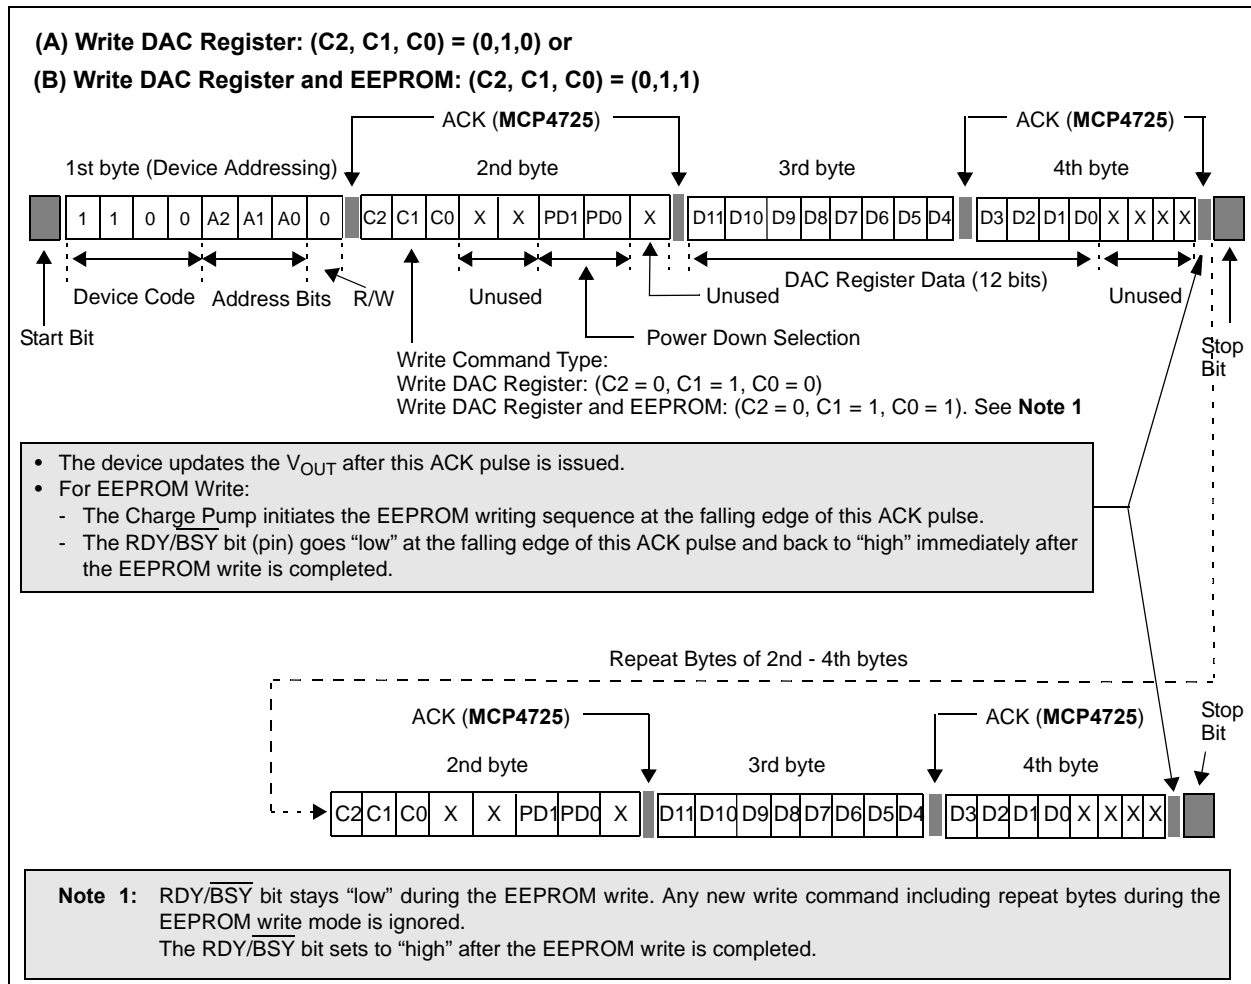 (A) Write DAC Register: (C2, C1, C0) = (0,1,0) or
(B) Write DAC Register and EEPROM: (C2, C1, C0) = (0,1,1)
ACK (MCP4725) ACK (MCP4725)
1st byte (Device Addressing) 2nd byte 3rd byte 4th byte
1 1 0 0 A2 A1 A0 0 C2 C1 C0 X X PD1 PD0 X D11 D10 D9 D8 D7 D6 D5 D4 D3 D2 D1 D0 X X X X
Device Code Address Bits R/W Unused Unused DAC Register Data (12 bits) Unused
Start Bit Power Down Selection Stop
Bit
Write Command Type:
Write DAC Register: (C2 = 0, C1 = 1, C0 = 0)
Write DAC Register and EEPROM: (C2 = 0, C1 = 1, C0 = 1). See Note 1
• The device updates the VOUT after this ACK pulse is issued.
• For EEPROM Write:
- The Charge Pump initiates the EEPROM writing sequence at the falling edge of this ACK pulse.
- The RDY/BSY bit (pin) goes “low” at the falling edge of this ACK pulse and back to “high” immediately after
the EEPROM write is completed.
Repeat Bytes of 2nd - 4th bytes
ACK (MCP4725) ACK (MCP4725) Stop
Bit
2nd byte 3rd byte 4th byte
C2 C1 C0 X X PD1 PD0 X D11 D10 D9 D8 D7 D6 D5 D4 D3 D2 D1 D0 X X X X
Note 1: RDY/BSY bit stays “low” during the EEPROM write. Any new write command including repeat bytes during the
EEPROM write mode is ignored.
The RDY/BSY bit sets to “high” after the EEPROM write is completed.